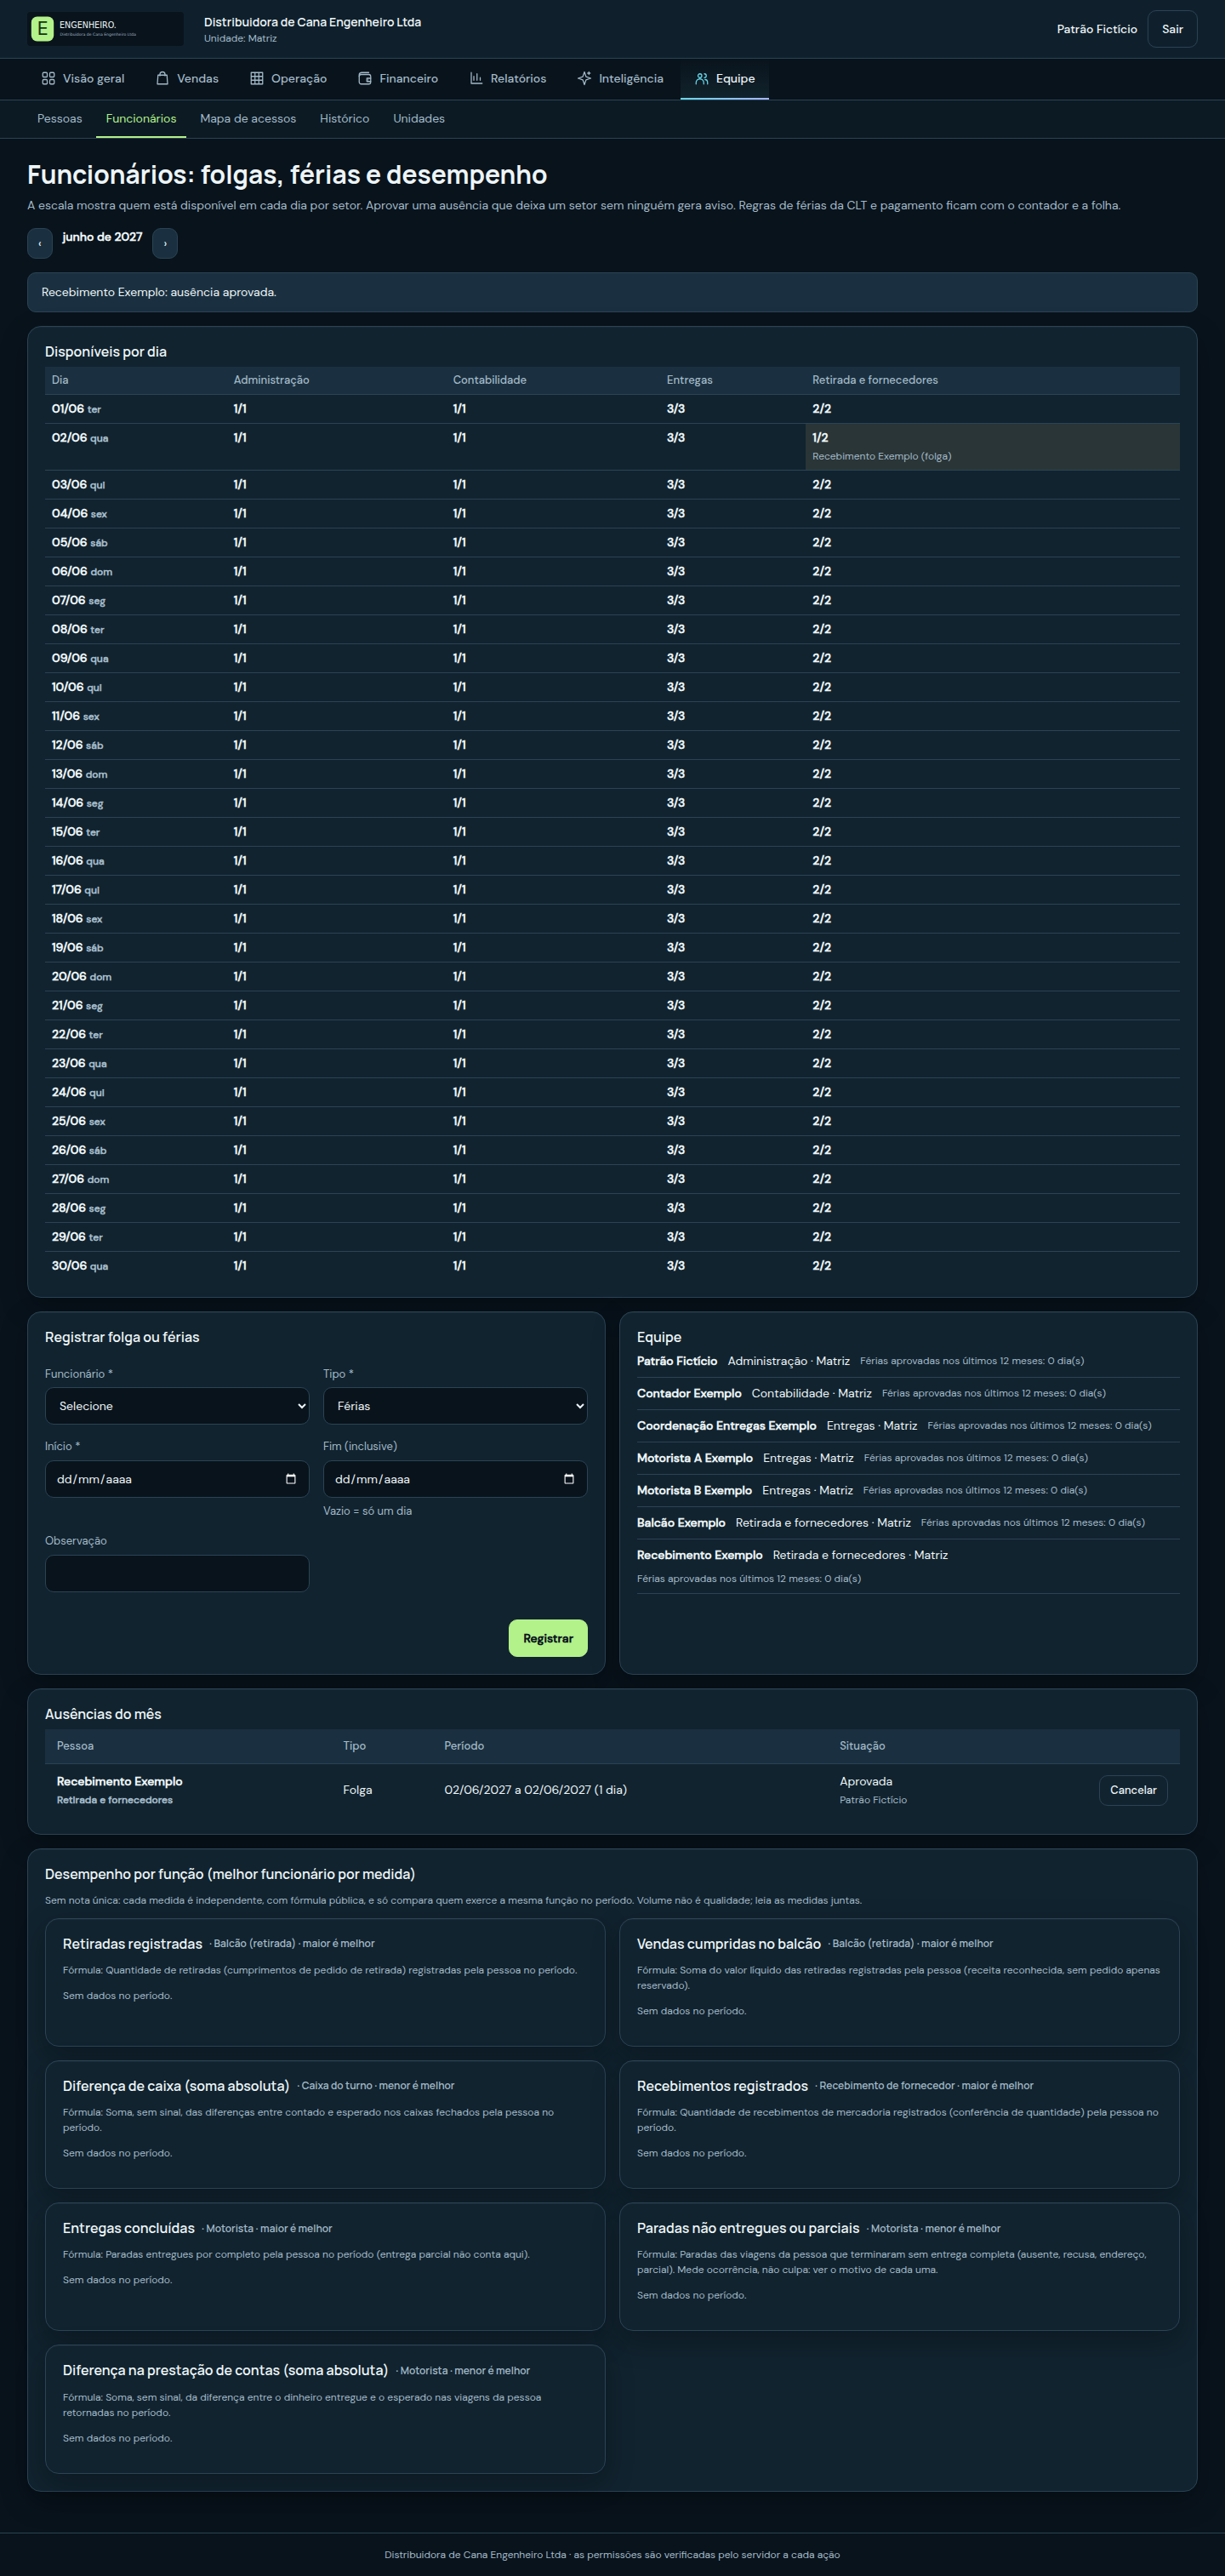 E ENGENHEIRO.
Distribuidora de Cana Engenheiro Ltda
Distribuidora de Cana Engenheiro Ltda
Unidade: Matriz
Patrão Fictício Sair
Visão geral Vendas Operação Financeiro Relatórios Inteligência Equipe
Pessoas Funcionários Mapa de acessos Histórico Unidades
Funcionários: folgas, férias e desempenho
A escala mostra quem está disponível em cada dia por setor. Aprovar uma ausência que deixa um setor sem ninguém gera aviso. Regras de férias da CLT e pagamento ficam com o contador e a folha.
‹ junho de 2027 ›
Recebimento Exemplo: ausência aprovada.
Disponíveis por dia
Dia Administração Contabilidade Entregas Retirada e fornecedores
01/06 ter 1/1 1/1 3/3 2/2
02/06 qua 1/1 1/1 3/3 1/2
Recebimento Exemplo (folga)
03/06 qui 1/1 1/1 3/3 2/2
04/06 sex 1/1 1/1 3/3 2/2
05/06 sáb 1/1 1/1 3/3 2/2
06/06 dom 1/1 1/1 3/3 2/2
07/06 seg 1/1 1/1 3/3 2/2
08/06 ter 1/1 1/1 3/3 2/2
09/06 qua 1/1 1/1 3/3 2/2
10/06 qui 1/1 1/1 3/3 2/2
11/06 sex 1/1 1/1 3/3 2/2
12/06 sáb 1/1 1/1 3/3 2/2
13/06 dom 1/1 1/1 3/3 2/2
14/06 seg 1/1 1/1 3/3 2/2
15/06 ter 1/1 1/1 3/3 2/2
16/06 qua 1/1 1/1 3/3 2/2
17/06 qui 1/1 1/1 3/3 2/2
18/06 sex 1/1 1/1 3/3 2/2
19/06 sáb 1/1 1/1 3/3 2/2
20/06 dom 1/1 1/1 3/3 2/2
21/06 seg 1/1 1/1 3/3 2/2
22/06 ter 1/1 1/1 3/3 2/2
23/06 qua 1/1 1/1 3/3 2/2
24/06 qui 1/1 1/1 3/3 2/2
25/06 sex 1/1 1/1 3/3 2/2
26/06 sáb 1/1 1/1 3/3 2/2
27/06 dom 1/1 1/1 3/3 2/2
28/06 seg 1/1 1/1 3/3 2/2
29/06 ter 1/1 1/1 3/3 2/2
30/06 qua 1/1 1/1 3/3 2/2
Registrar folga ou férias
Funcionário * Tipo *
Selecione Férias
Início * Fim (inclusive)
dd/mm/aaaa dd/mm/aaaa
Vazio = só um dia
Observação
Registrar
Equipe
Patrão Fictício Administração · Matriz Férias aprovadas nos últimos 12 meses: 0 dia(s)
Contador Exemplo Contabilidade · Matriz Férias aprovadas nos últimos 12 meses: 0 dia(s)
Coordenação Entregas Exemplo Entregas · Matriz Férias aprovadas nos últimos 12 meses: 0 dia(s)
Motorista A Exemplo Entregas · Matriz Férias aprovadas nos últimos 12 meses: 0 dia(s)
Motorista B Exemplo Entregas · Matriz Férias aprovadas nos últimos 12 meses: 0 dia(s)
Balcão Exemplo Retirada e fornecedores · Matriz Férias aprovadas nos últimos 12 meses: 0 dia(s)
Recebimento Exemplo Retirada e fornecedores · Matriz
Férias aprovadas nos últimos 12 meses: 0 dia(s)
Ausências do mês
Pessoa Tipo Período Situação
Recebimento Exemplo Folga 02/06/2027 a 02/06/2027 (1 dia) Aprovada Cancelar
Retirada e fornecedores Patrão Fictício
Desempenho por função (melhor funcionário por medida)
Sem nota única: cada medida é independente, com fórmula pública, e só compara quem exerce a mesma função no período. Volume não é qualidade; leia as medidas juntas.
Retiradas registradas · Balcão (retirada) · maior é melhor
Fórmula: Quantidade de retiradas (cumprimentos de pedido de retirada) registradas pela pessoa no período.
Sem dados no período.
Vendas cumpridas no balcão · Balcão (retirada) · maior é melhor
Fórmula: Soma do valor líquido das retiradas registradas pela pessoa (receita reconhecida, sem pedido apenas
reservado).
Sem dados no período.
Diferença de caixa (soma absoluta) · Caixa do turno · menor é melhor
Fórmula: Soma, sem sinal, das diferenças entre contado e esperado nos caixas fechados pela pessoa no
período.
Sem dados no período.
Recebimentos registrados · Recebimento de fornecedor · maior é melhor
Fórmula: Quantidade de recebimentos de mercadoria registrados (conferência de quantidade) pela pessoa no
período.
Sem dados no período.
Entregas concluídas · Motorista · maior é melhor
Fórmula: Paradas entregues por completo pela pessoa no período (entrega parcial não conta aqui).
Sem dados no período.
Paradas não entregues ou parciais · Motorista · menor é melhor
Fórmula: Paradas das viagens da pessoa que terminaram sem entrega completa (ausente, recusa, endereço,
parcial). Mede ocorrência, não culpa: ver o motivo de cada uma.
Sem dados no período.
Diferença na prestação de contas (soma absoluta) · Motorista · menor é melhor
Fórmula: Soma, sem sinal, da diferença entre o dinheiro entregue e o esperado nas viagens da pessoa
retornadas no período.
Sem dados no período.
Distribuidora de Cana Engenheiro Ltda · as permissões são verificadas pelo servidor a cada ação